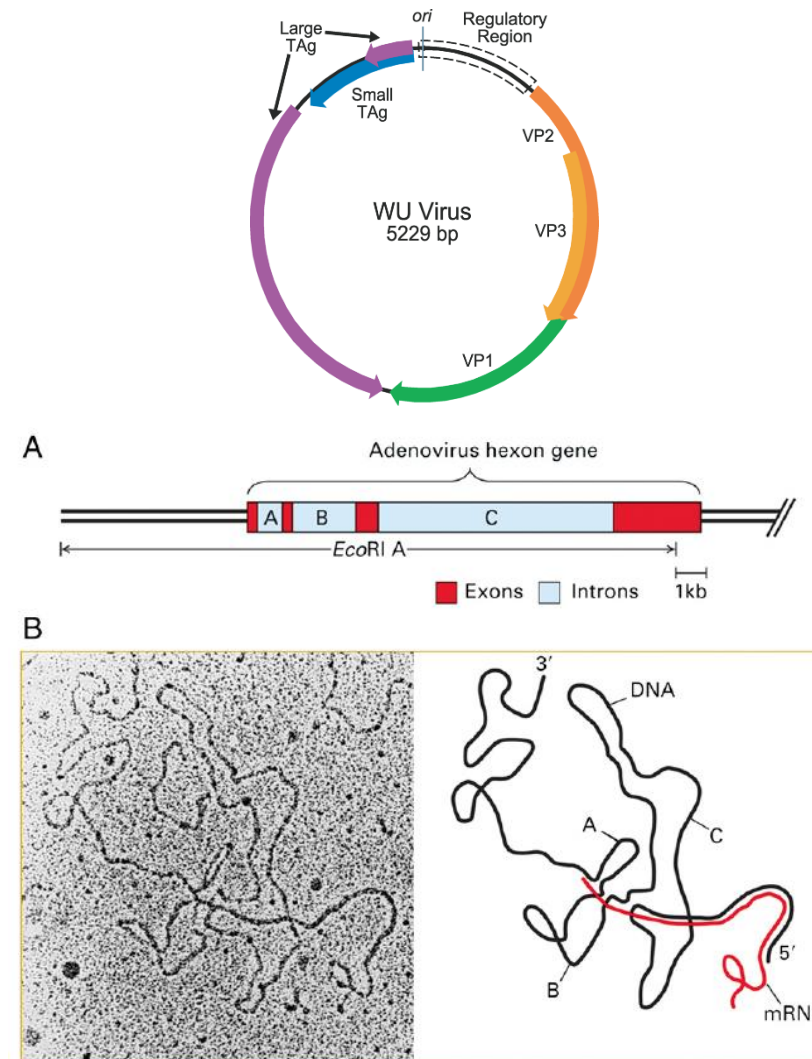 ori
Regulatory
Region
Large
TAg
Small
TAg
VP2
WU Virus
5229 bp
VP3
VP1
A
Adenovirus hexon gene
A B C
EcoRI A
Exons Introns 1kb
B
3′
DNA
A
C
B
5′
mRN